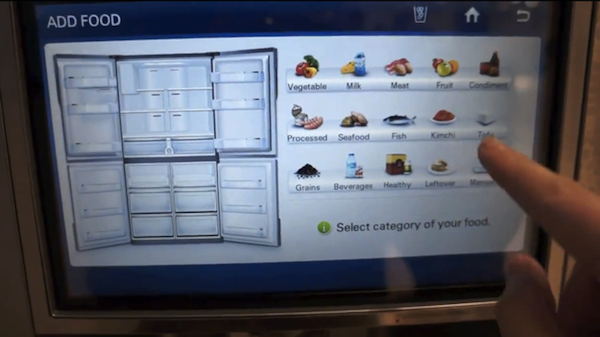 ADD FOOD
Vegetable Milk Meat Fruit Condiment
Processed Seafood Fish Kimchi Tofu
Grains Beverages Healthy Leftover
i Select category of your food.